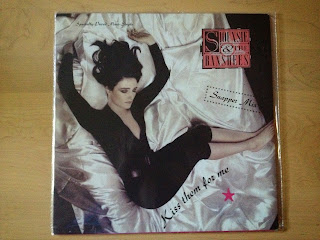 SIOUXSIE
& THE
BANSHEES
Snapper Mix
Kiss them for me